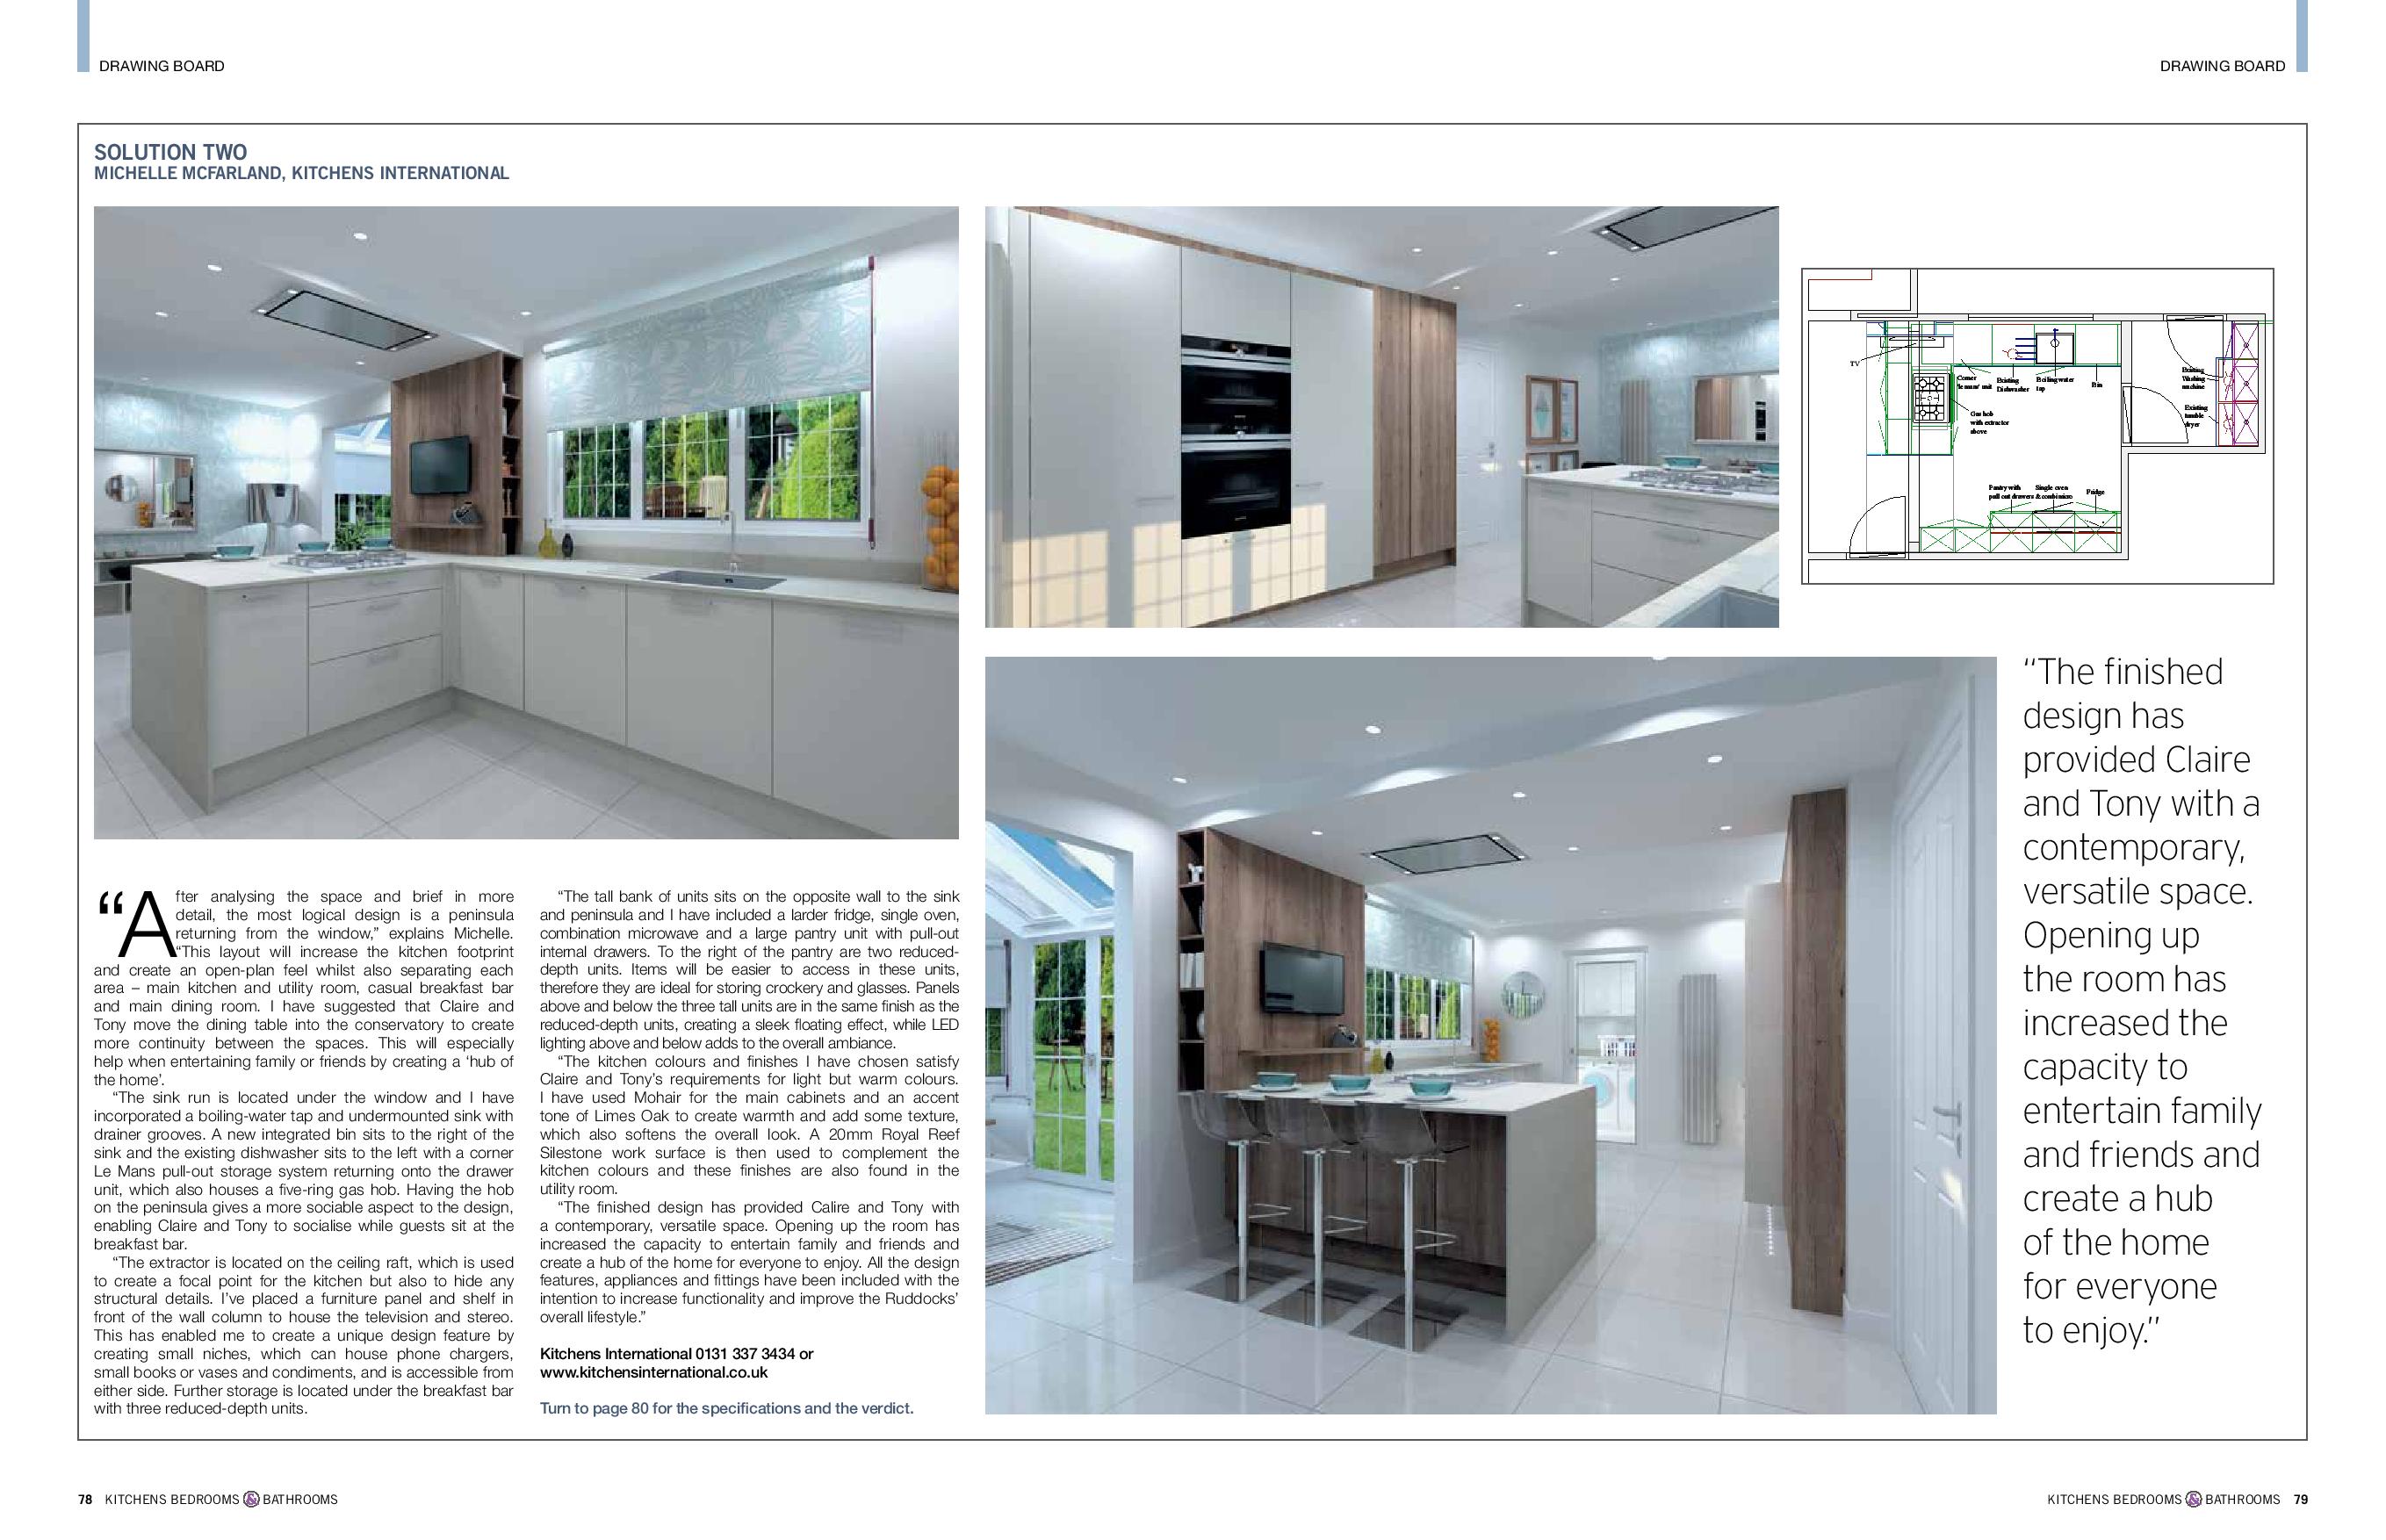 DRAWING BOARD
DRAWING BOARD
SOLUTION TWO
MICHELLE MCFARLAND, KITCHENS INTERNATIONAL
TV
Corner
'le mans' unit
Existing
Dishwasher
Boiling water
tap
Bin
Gas hob
with extractor
above
Existing
Washing
machine
Existing
tumble
dryer
Pantry with
pull out drawers
Single oven
& combi micro
Fridge
“After analysing the space and brief in more
detail, the most logical design is a peninsula
returning from the window,” explains Michelle.
“This layout will increase the kitchen footprint
and create an open-plan feel whilst also separating each
area – main kitchen and utility room, casual breakfast bar
and main dining room. I have suggested that Claire and
Tony move the dining table into the conservatory to create
more continuity between the spaces. This will especially
help when entertaining family or friends by creating a ‘hub of
the home’.
“The sink run is located under the window and I have
incorporated a boiling-water tap and undermounted sink with
drainer grooves. A new integrated bin sits to the right of the
sink and the existing dishwasher sits to the left with a corner
Le Mans pull-out storage system returning onto the drawer
unit, which also houses a five-ring gas hob. Having the hob
on the peninsula gives a more sociable aspect to the design,
enabling Claire and Tony to socialise while guests sit at the
breakfast bar.
“The extractor is located on the ceiling raft, which is used
to create a focal point for the kitchen but also to hide any
structural details. I’ve placed a furniture panel and shelf in
front of the wall column to house the television and stereo.
This has enabled me to create a unique design feature by
creating small niches, which can house phone chargers,
small books or vases and condiments, and is accessible from
either side. Further storage is located under the breakfast bar
with three reduced-depth units.
“The tall bank of units sits on the opposite wall to the sink
and peninsula and I have included a larder fridge, single oven,
combination microwave and a large pantry unit with pull-out
internal drawers. To the right of the pantry are two reduced-
depth units. Items will be easier to access in these units,
therefore they are ideal for storing crockery and glasses. Panels
above and below the three tall units are in the same finish as the
reduced-depth units, creating a sleek floating effect, while LED
lighting above and below adds to the overall ambiance.
“The kitchen colours and finishes I have chosen satisfy
Claire and Tony’s requirements for light but warm colours.
I have used Mohair for the main cabinets and an accent
tone of Limes Oak to create warmth and add some texture,
which also softens the overall look. A 20mm Royal Reef
Silestone work surface is then used to complement the
kitchen colours and these finishes are also found in the
utility room.
“The finished design has provided Calire and Tony with
a contemporary, versatile space. Opening up the room has
increased the capacity to entertain family and friends and
create a hub of the home for everyone to enjoy. All the design
features, appliances and fittings have been included with the
intention to increase functionality and improve the Ruddocks’
overall lifestyle.”
Kitchens International 0131 337 3434 or
www.kitchensinternational.co.uk
Turn to page 80 for the specifications and the verdict.
“The finished
design has
provided Claire
and Tony with a
contemporary,
versatile space.
Opening up
the room has
increased the
capacity to
entertain family
and friends and
create a hub
of the home
for everyone
to enjoy.”
78 KITCHENS BEDROOMS & BATHROOMS
KITCHENS BEDROOMS & BATHROOMS 79